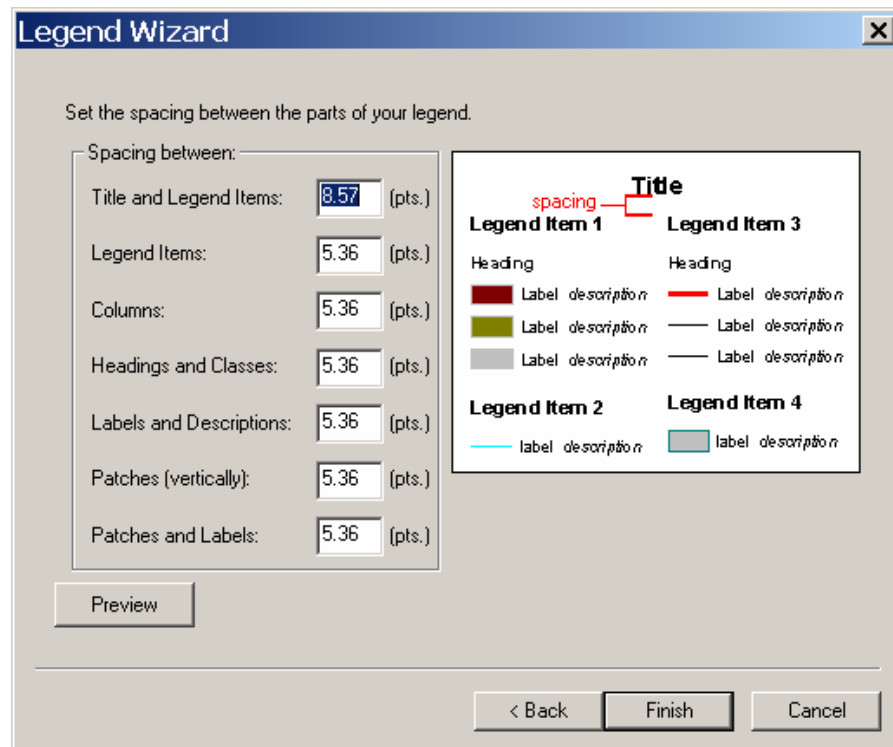 Legend Wizard
Set the spacing between the parts of your legend.
Spacing between:
Title and Legend Items: 8.57 (pts.)
Legend Items: 5.36 (pts.)
Columns: 5.36 (pts.)
Headings and Classes: 5.36 (pts.)
Labels and Descriptions: 5.36 (pts.)
Patches (vertically): 5.36 (pts.)
Patches and Labels: 5.36 (pts.)
Title
spacing
Legend Item 1
Heading
Label description
Label description
Label description
Legend Item 2
label description
Legend Item 3
Heading
Label description
Label description
Label description
Legend Item 4
label description
Preview
< Back Finish Cancel